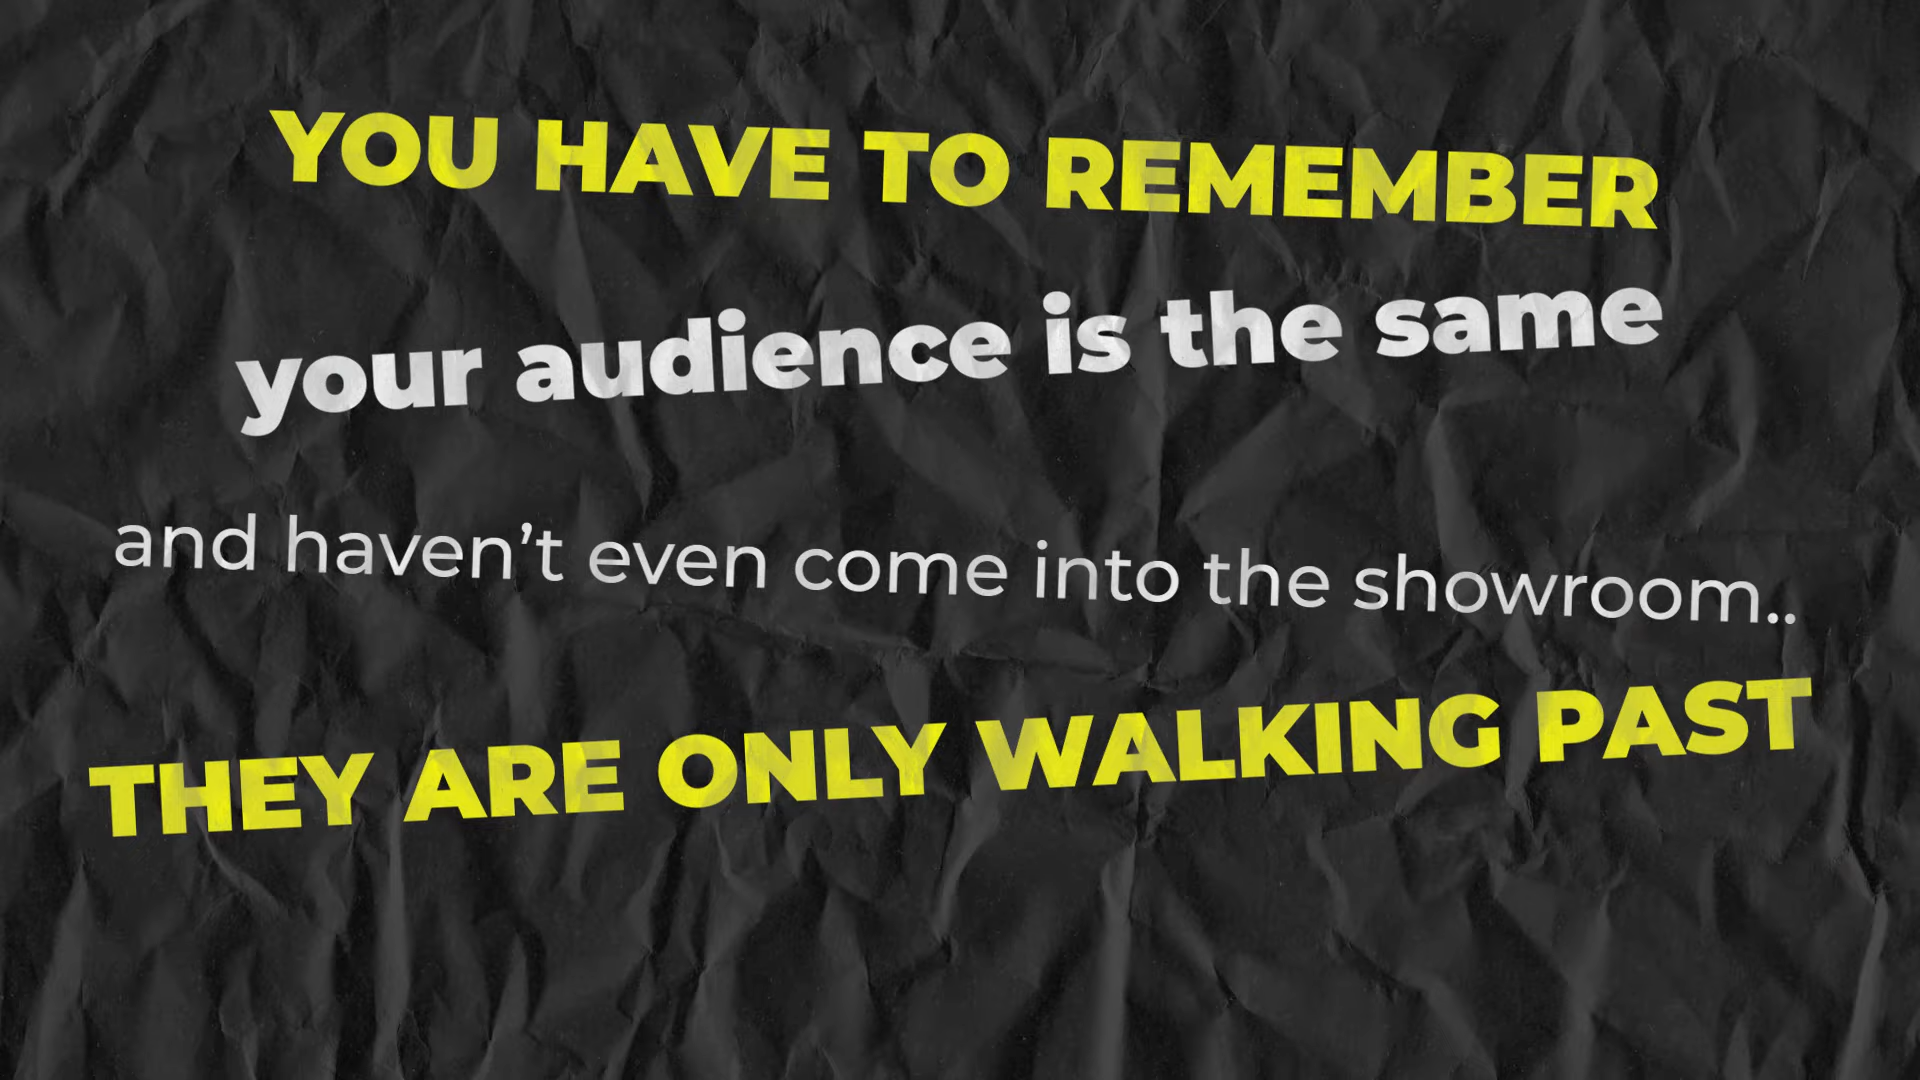 YOU HAVE TO REMEMBER
your audience is the same
and haven’t even come into the showroom..
THEY ARE ONLY WALKING PAST